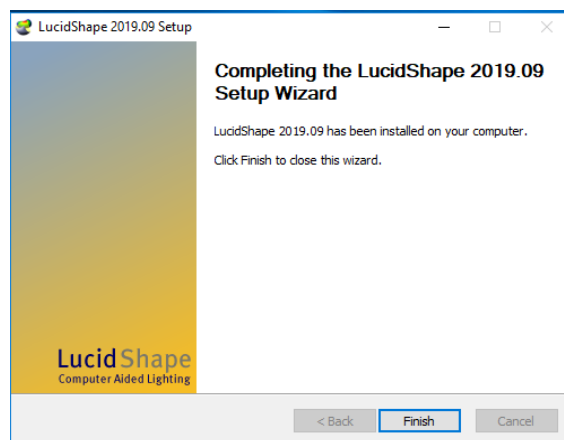 LucidShape 2019.09 Setup
Completing the LucidShape 2019.09
Setup Wizard
LucidShape 2019.09 has been installed on your computer.
Click Finish to close this wizard.
LucidShape
Computer Aided Lighting
< Back
Finish
Cancel